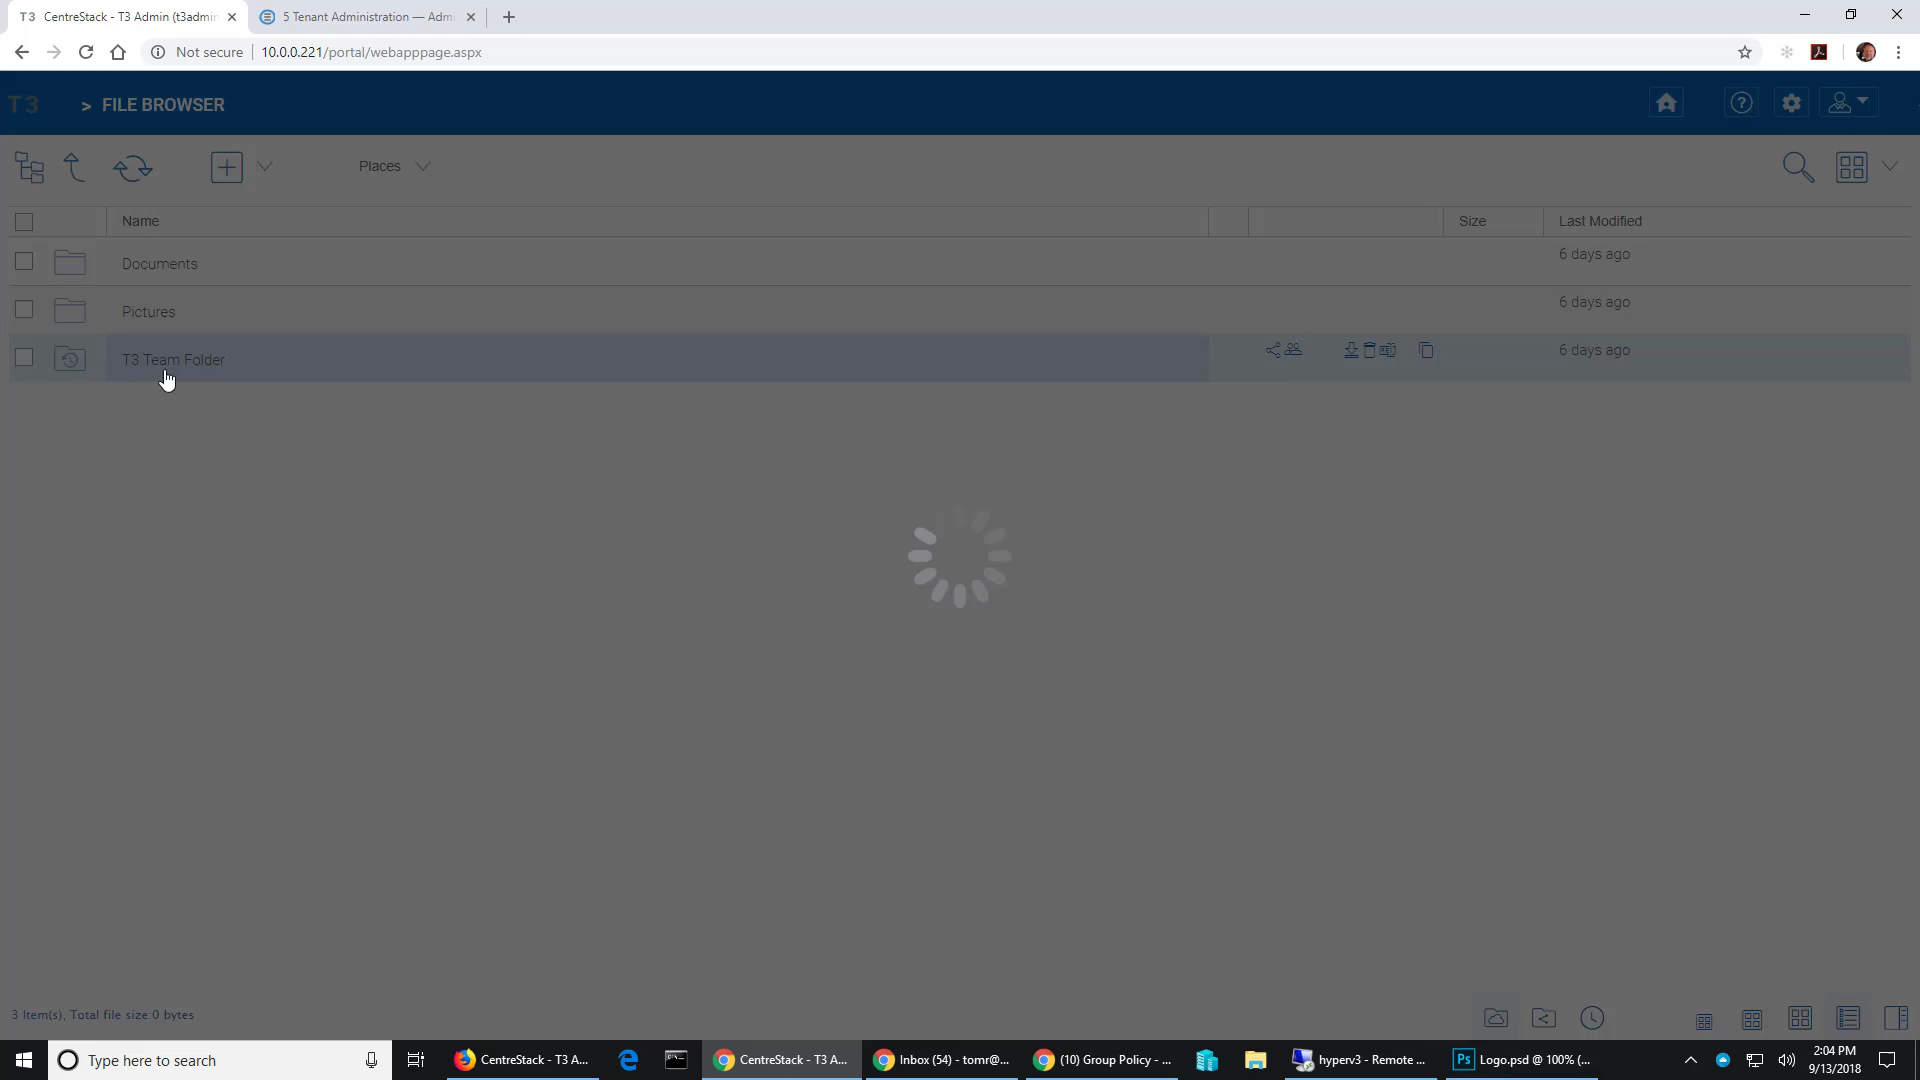 T3 CentreStack - T3 Admin (t3admin
5 Tenant Administration — Admi
Not secure 10.0.0.221/portal/webapppage.aspx
T3 > FILE BROWSER
Places
Name Size Last Modified
Documents 6 days ago
Pictures 6 days ago
T3 Team Folder 6 days ago
3 Item(s), Total file size:0 bytes
Type here to search
CentreStack - T3 A...
CentreStack - T3 A...
Inbox (54) - tomr@...
(10) Group Policy - ...
hyperv3 - Remote ...
Ps Logo.psd @ 100% (...
2:04 PM
9/13/2018